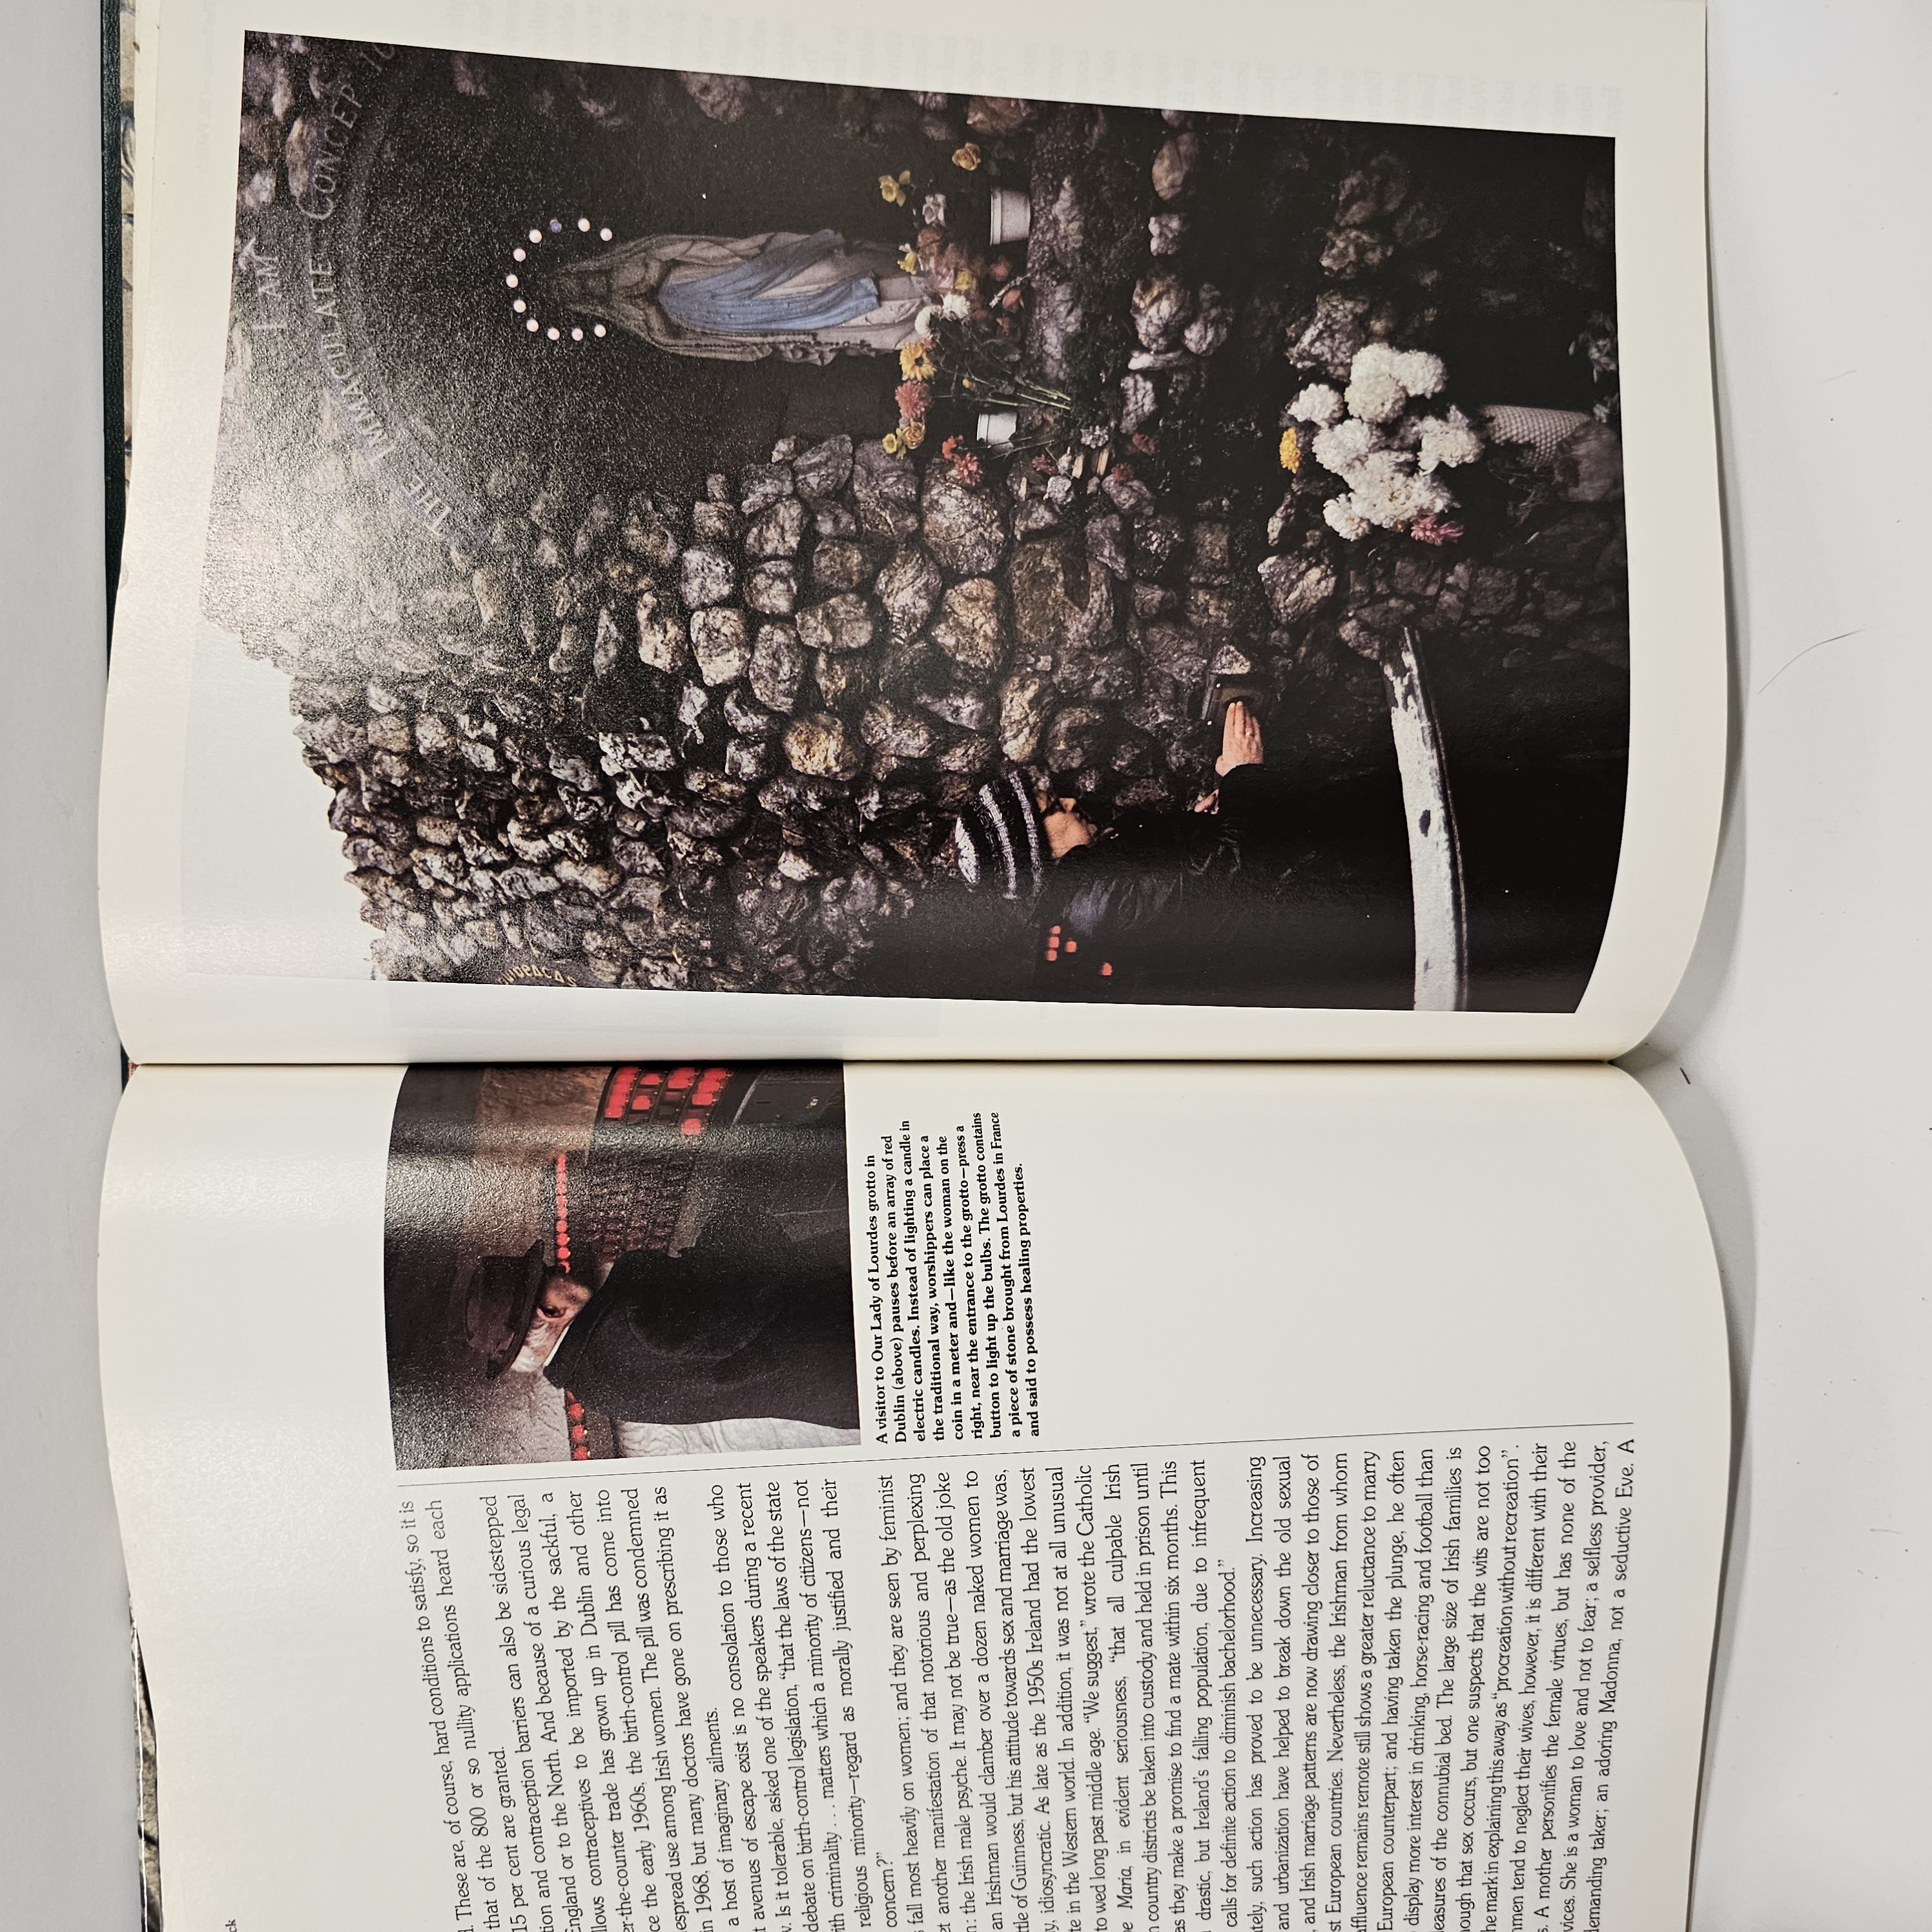 ck
d. These are, of course, hard conditions to satisfy, so it is
that of the 800 or so nullity applications heard each
15 per cent are granted.
tion and contraception barriers can also be sidestepped
England or to the North. And because of a curious legal
llows contraceptives to be imported by the sackful, a
er-the-counter trade has grown up in Dublin and other
ce the early 1960s, the birth-control pill has come into
espread use among Irish women. The pill was condemned
in 1968, but many doctors have gone on prescribing it as
a host of imaginary ailments.
t avenues of escape exist is no consolation to those who
v. Is it tolerable, asked one of the speakers during a recent
debate on birth-control legislation, “that the laws of the state
ith criminality . . . matters which a minority of citizens—not
religious minority—regard as morally justified and their
concern?”
s fall most heavily on women; and they are seen by feminist
et another manifestation of that notorious and perplexing
n: the Irish male psyche. It may not be true—as the old joke
an Irishman would clamber over a dozen naked women to
ttle of Guinness, but his attitude towards sex and marriage was,
y, idiosyncratic. As late as the 1950s Ireland had the lowest
te in the Western world. In addition, it was not at all unusual
to wed long past middle age. “We suggest,” wrote the Catholic
e Maria, in evident seriousness, “that all culpable Irish
n country districts be taken into custody and held in prison until
as they make a promise to find a mate within six months. This
drastic, but Ireland’s falling population, due to infrequent
calls for definite action to diminish bachelorhood.”
tely, such action has proved to be unnecessary. Increasing
and urbanization have helped to break down the old sexual
, and Irish marriage patterns are now drawing closer to those of
st European countries. Nevertheless, the Irishman from whom
affluence remains remote still shows a greater reluctance to marry
European counterpart; and having taken the plunge, he often
display more interest in drinking, horse-racing and football than
leasures of the connubial bed. The large size of Irish families is
nough that sex occurs, but one suspects that the wits are not too
he mark in explaining this away as “procreation without recreation”.
hmen tend to neglect their wives, however, it is different with their
s. A mother personifies the female virtues, but has none of the
vices. She is a woman to love and not to fear; a selfless provider,
demanding taker; an adoring Madonna, not a seductive Eve. A
A visitor to Our Lady of Lourdes grotto in
Dublin (above) pauses before an array of red
electric candles. Instead of lighting a candle in
the traditional way, worshippers can place a
coin in a meter and—like the woman on the
right, near the entrance to the grotto—press a
button to light up the bulbs. The grotto contains
a piece of stone brought from Lourdes in France
and said to possess healing properties.
I AM
THE IMMACULATE CONCEP IO